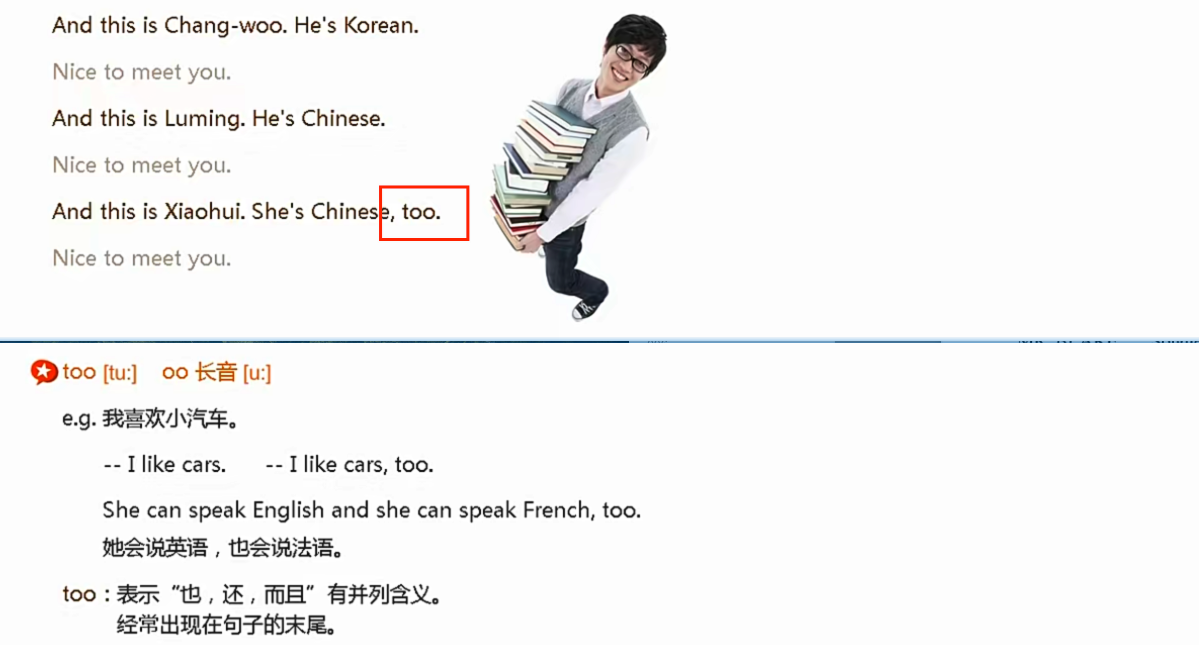 And this is Chang-woo. He's Korean.
Nice to meet you.
And this is Luming. He's Chinese.
Nice to meet you.
And this is Xiaohui. She's Chinese, too.
Nice to meet you.
too [tu:] oo 长音 [u:]
e.g. 我喜欢小汽车。
-- I like cars. -- I like cars, too.
She can speak English and she can speak French, too.
她会说英语，也会说法语。
too：表示“也，还，而且”有并列含义。
经常出现在句子的末尾。